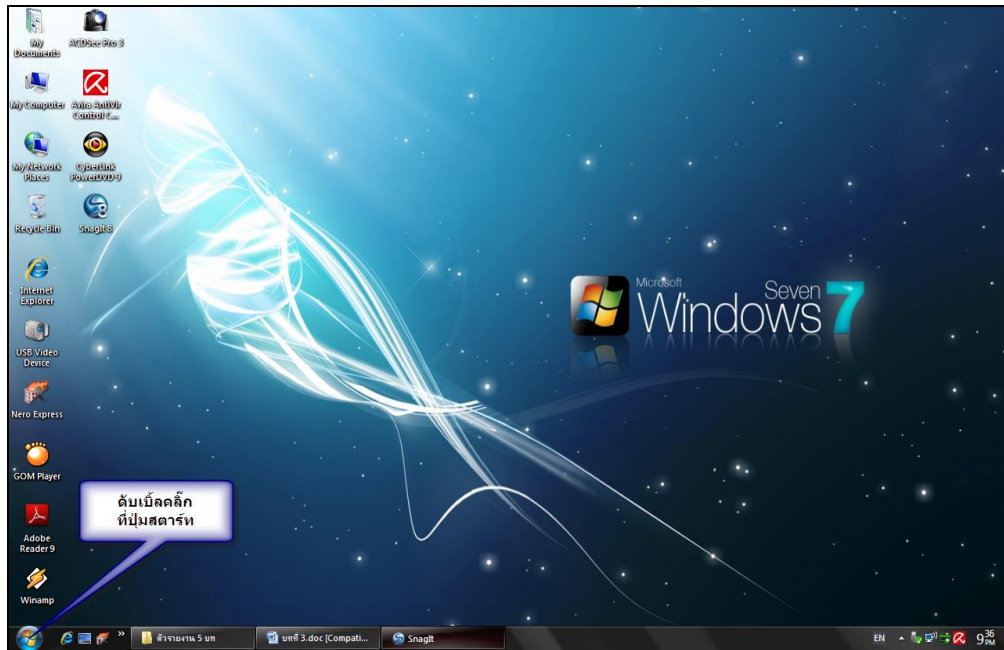 My
Documents
ACDSee Pro 3
My Computer
Avira AntiVir
Control C...
My Network
Places
Cyberlink
PowerDVD 9
Recycle Bin
SnagIt 8
Internet
Explorer
USB Video
Device
Nero Express
GOM Player
Adobe
Reader 9
Winamp
Microsoft
Windows
Seven
7
ดับเบิ้ลคลิ๊ก
ที่ปุ่มสตาร์ท
»
ตัวรายงาน 5 บท
บทที่ 3.doc [Compati...
SnagIt
EN
9 36 PM